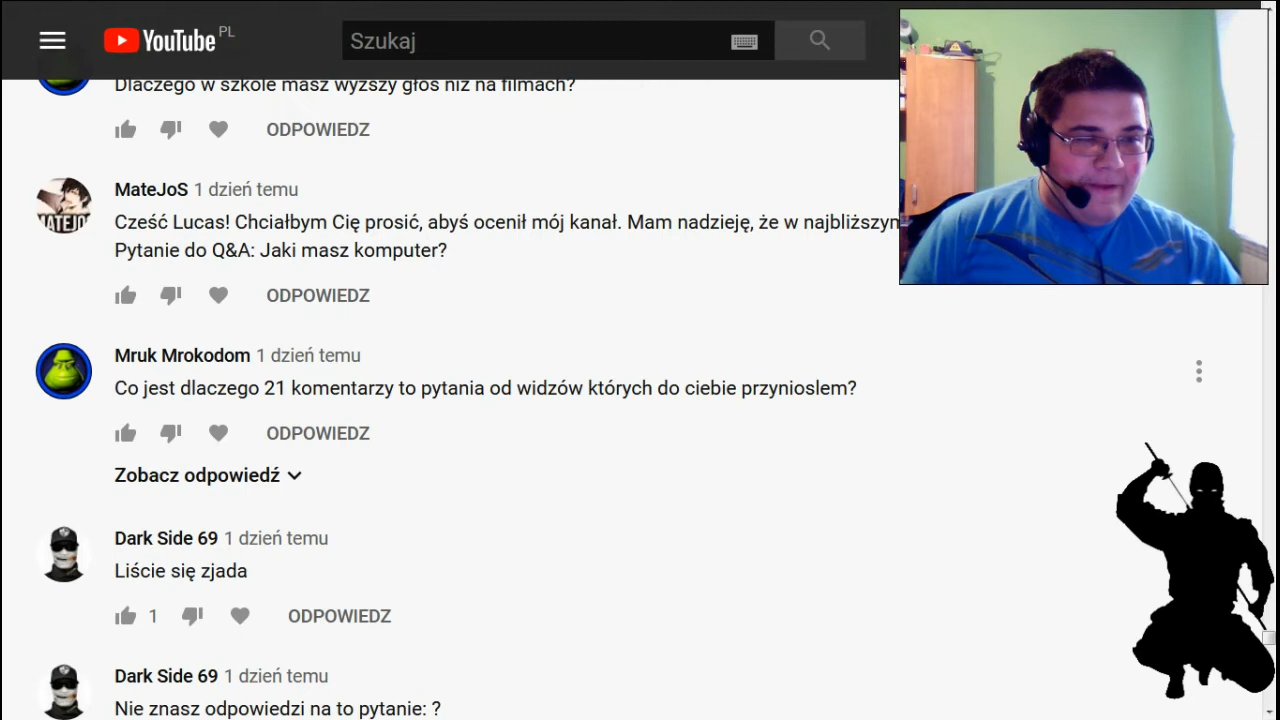 YouTube PL
Szukaj
Dlaczego w szkole masz wyższy głos niż na filmach?
ODPOWIEDZ
MateJoS 1 dzień temu
Cześć Lucas! Chciałbym Cię prosić, abyś ocenił mój kanał. Mam nadzieję, że w najbliższym
Pytanie do Q&A: Jaki masz komputer?
ODPOWIEDZ
Mruk Mrokodom 1 dzień temu
Co jest dlaczego 21 komentarzy to pytania od widzów których do ciebie przynioslem?
ODPOWIEDZ
Zobacz odpowiedź
Dark Side 69 1 dzień temu
Liście się zjada
1 ODPOWIEDZ
Dark Side 69 1 dzień temu
Nie znasz odpowiedzi na to pytanie: ?